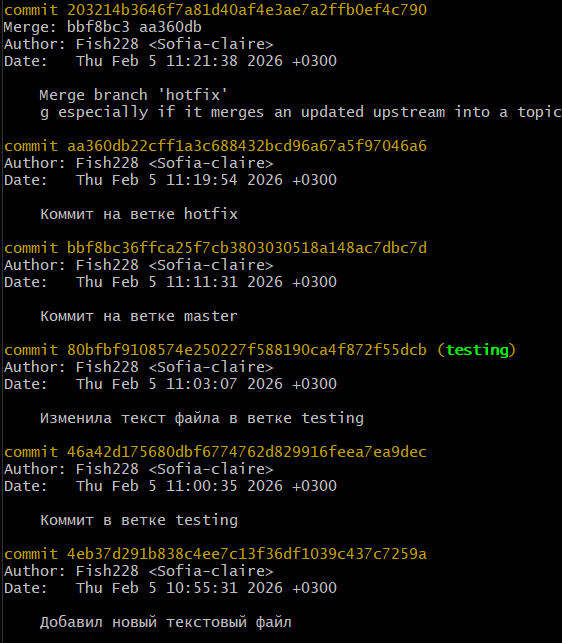 commit 203214b3646f7a81d40af4e3ae7a2ffb0ef4c790
Merge: bbf8bc3 aa360db
Author: Fish228 <Sofia-claire>
Date:   Thu Feb 5 11:21:38 2026 +0300
Merge branch 'hotfix'
g especially if it merges an updated upstream into a topic
commit aa360db22cff1a3c688432bcd96a67a5f97046a6
Author: Fish228 <Sofia-claire>
Date:   Thu Feb 5 11:19:54 2026 +0300
Коммит на ветке hotfix
commit bbf8bc36ffca25f7cb3803030518a148ac7dbc7d
Author: Fish228 <Sofia-claire>
Date:   Thu Feb 5 11:11:31 2026 +0300
Коммит на ветке master
commit 80bfbf9108574e250227f588190ca4f872f55dcb (testing)
Author: Fish228 <Sofia-claire>
Date:   Thu Feb 5 11:03:07 2026 +0300
Изменила текст файла в ветке testing
commit 46a42d175680dbf6774762d829916feea7ea9dec
Author: Fish228 <Sofia-claire>
Date:   Thu Feb 5 11:00:35 2026 +0300
Коммит в ветке testing
commit 4eb37d291b838c4ee7c13f36df1039c437c7259a
Author: Fish228 <Sofia-claire>
Date:   Thu Feb 5 10:55:31 2026 +0300
Добавил новый текстовый файл